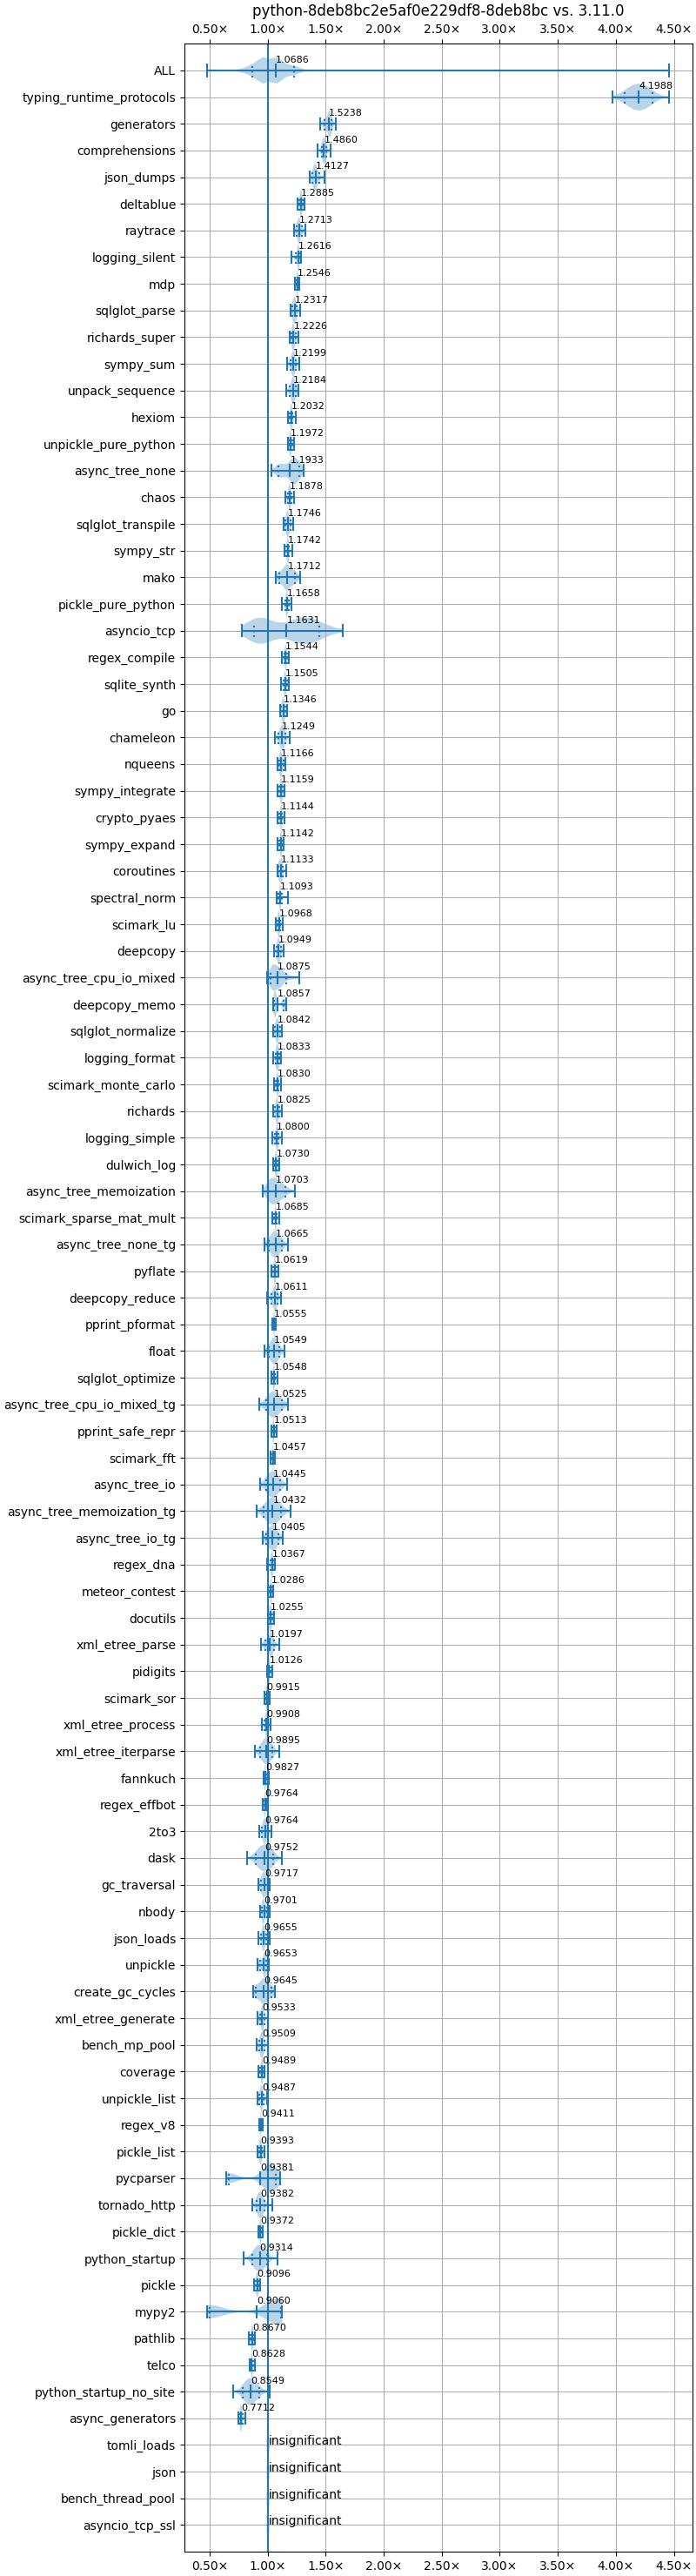 python-8deb8bc2e5af0e229df8-8deb8bc vs. 3.11.0
0.50× 1.00× 1.50× 2.00× 2.50× 3.00× 3.50× 4.00× 4.50×
ALL 1.0686
typing_runtime_protocols 4.1988
generators 1.5238
comprehensions 1.4860
json_dumps 1.4127
deltablue 1.2885
raytrace 1.2713
logging_silent 1.2616
mdp 1.2546
sqlglot_parse 1.2317
richards_super 1.2226
sympy_sum 1.2199
unpack_sequence 1.2184
hexiom 1.2032
unpickle_pure_python 1.1972
async_tree_none 1.1933
chaos 1.1878
sqlglot_transpile 1.1746
sympy_str 1.1742
mako 1.1712
pickle_pure_python 1.1658
asyncio_tcp 1.1631
regex_compile 1.1544
sqlite_synth 1.1505
go 1.1346
chameleon 1.1249
nqueens 1.1166
sympy_integrate 1.1159
crypto_pyaes 1.1144
sympy_expand 1.1142
coroutines 1.1133
spectral_norm 1.1093
scimark_lu 1.0968
deepcopy 1.0949
async_tree_cpu_io_mixed 1.0875
deepcopy_memo 1.0857
sqlglot_normalize 1.0842
logging_format 1.0833
scimark_monte_carlo 1.0830
richards 1.0825
logging_simple 1.0800
dulwich_log 1.0730
async_tree_memoization 1.0703
scimark_sparse_mat_mult 1.0685
async_tree_none_tg 1.0665
pyflate 1.0619
deepcopy_reduce 1.0611
pprint_pformat 1.0555
float 1.0549
sqlglot_optimize 1.0548
async_tree_cpu_io_mixed_tg 1.0525
pprint_safe_repr 1.0513
scimark_fft 1.0457
async_tree_io 1.0445
async_tree_memoization_tg 1.0432
async_tree_io_tg 1.0405
regex_dna 1.0367
meteor_contest 1.0286
docutils 1.0255
xml_etree_parse 1.0197
pidigits 1.0126
scimark_sor 0.9915
xml_etree_process 0.9908
xml_etree_iterparse 0.9895
fannkuch 0.9827
regex_effbot 0.9764
2to3 0.9764
dask 0.9752
gc_traversal 0.9717
nbody 0.9701
json_loads 0.9655
unpickle 0.9653
create_gc_cycles 0.9645
xml_etree_generate 0.9533
bench_mp_pool 0.9509
coverage 0.9489
unpickle_list 0.9487
regex_v8 0.9411
pickle_list 0.9393
pycparser 0.9381
tornado_http 0.9382
pickle_dict 0.9372
python_startup 0.9314
pickle 0.9096
mypy2 0.9060
pathlib 0.8670
telco 0.8628
python_startup_no_site 0.8549
async_generators 0.7712
tomli_loads insignificant
json insignificant
bench_thread_pool insignificant
asyncio_tcp_ssl insignificant
0.50× 1.00× 1.50× 2.00× 2.50× 3.00× 3.50× 4.00× 4.50×